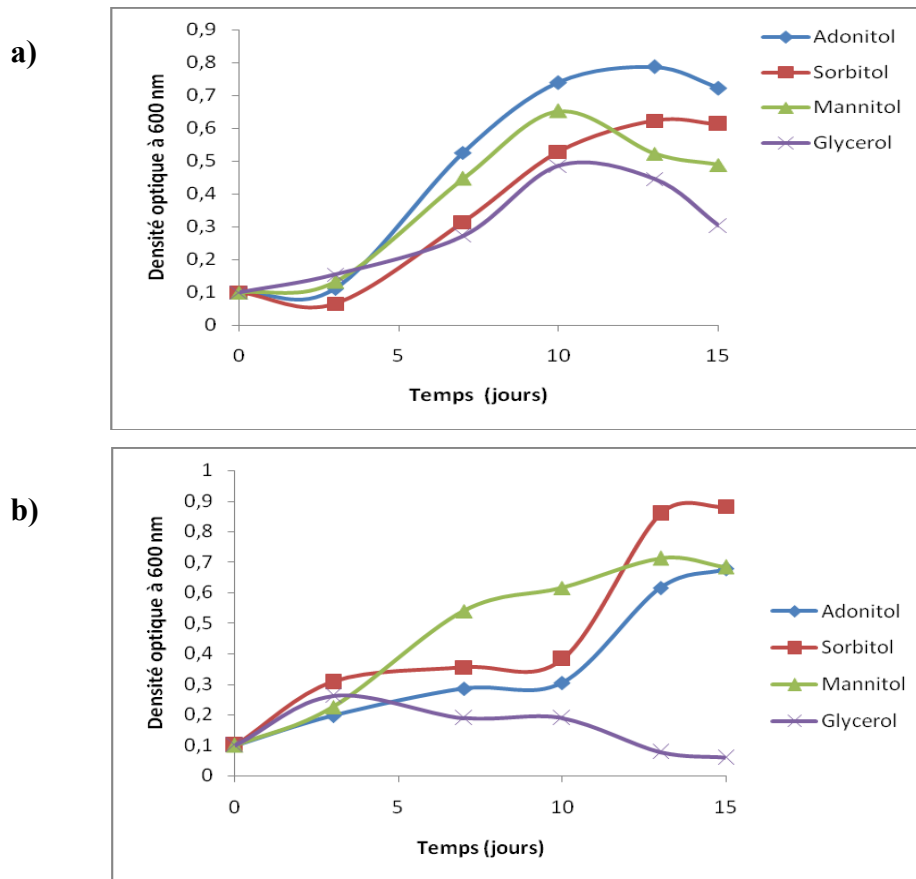 a)
Densité optique à 600 nm
0,9
0,8
0,7
0,6
0,5
0,4
0,3
0,2
0,1
0
0
5
10
15
Temps (jours)
Adonitol
Sorbitol
Mannitol
Glycerol
b)
Densité optique à 600 nm
1
0,9
0,8
0,7
0,6
0,5
0,4
0,3
0,2
0,1
0
0
5
10
15
Temps (jours)
Adonitol
Sorbitol
Mannitol
Glycerol